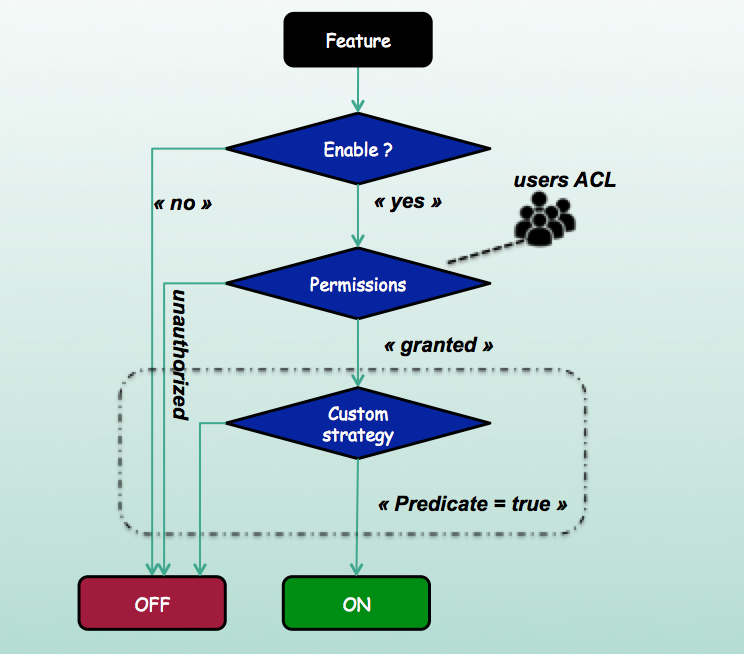 Feature
Enable ?
users ACL
« no »
« yes »
Permissions
unauthorized
« granted »
Custom
strategy
« Predicate = true »
OFF
ON